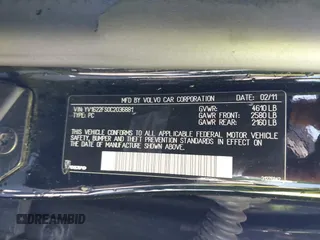 MFD BY VOLVO CAR CORPORATION DATE: 02/11
VIN: YV1622FS0C2036881 GVWR: 4610 LB
TYPE: PC GAWR FRONT: 2580 LB
GAWR REAR: 2160 LB
THIS VEHICLE CONFORMS TO ALL APPLICABLE FEDERAL MOTOR VEHICLE
SAFETY, BUMPER, AND THEFT PREVENTION STANDARDS IN EFFECT
ON THE DATE OF MANUFACTURE SHOWN ABOVE.
VOLVO
DREAMBID